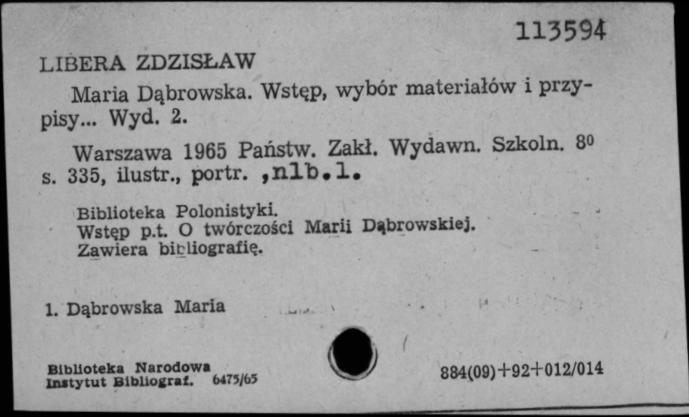 113594
LIBERA ZDZISŁAW
Maria Dąbrowska. Wstęp, wybór materiałów i przy-
pisy... Wyd. 2.
Warszawa 1965 Państw. Zakł. Wydawn. Szkoln. 8⁰
s. 335, ilustr., portr. ,nlb.1.
Biblioteka Polonistyki.
Wstęp p.t. O twórczości Marii Dąbrowskiej.
Zawiera bibliografię.
1. Dąbrowska Maria
Biblioteka Narodowa
Instytut Bibliograf. 6475/65
884(09)+92+012/014